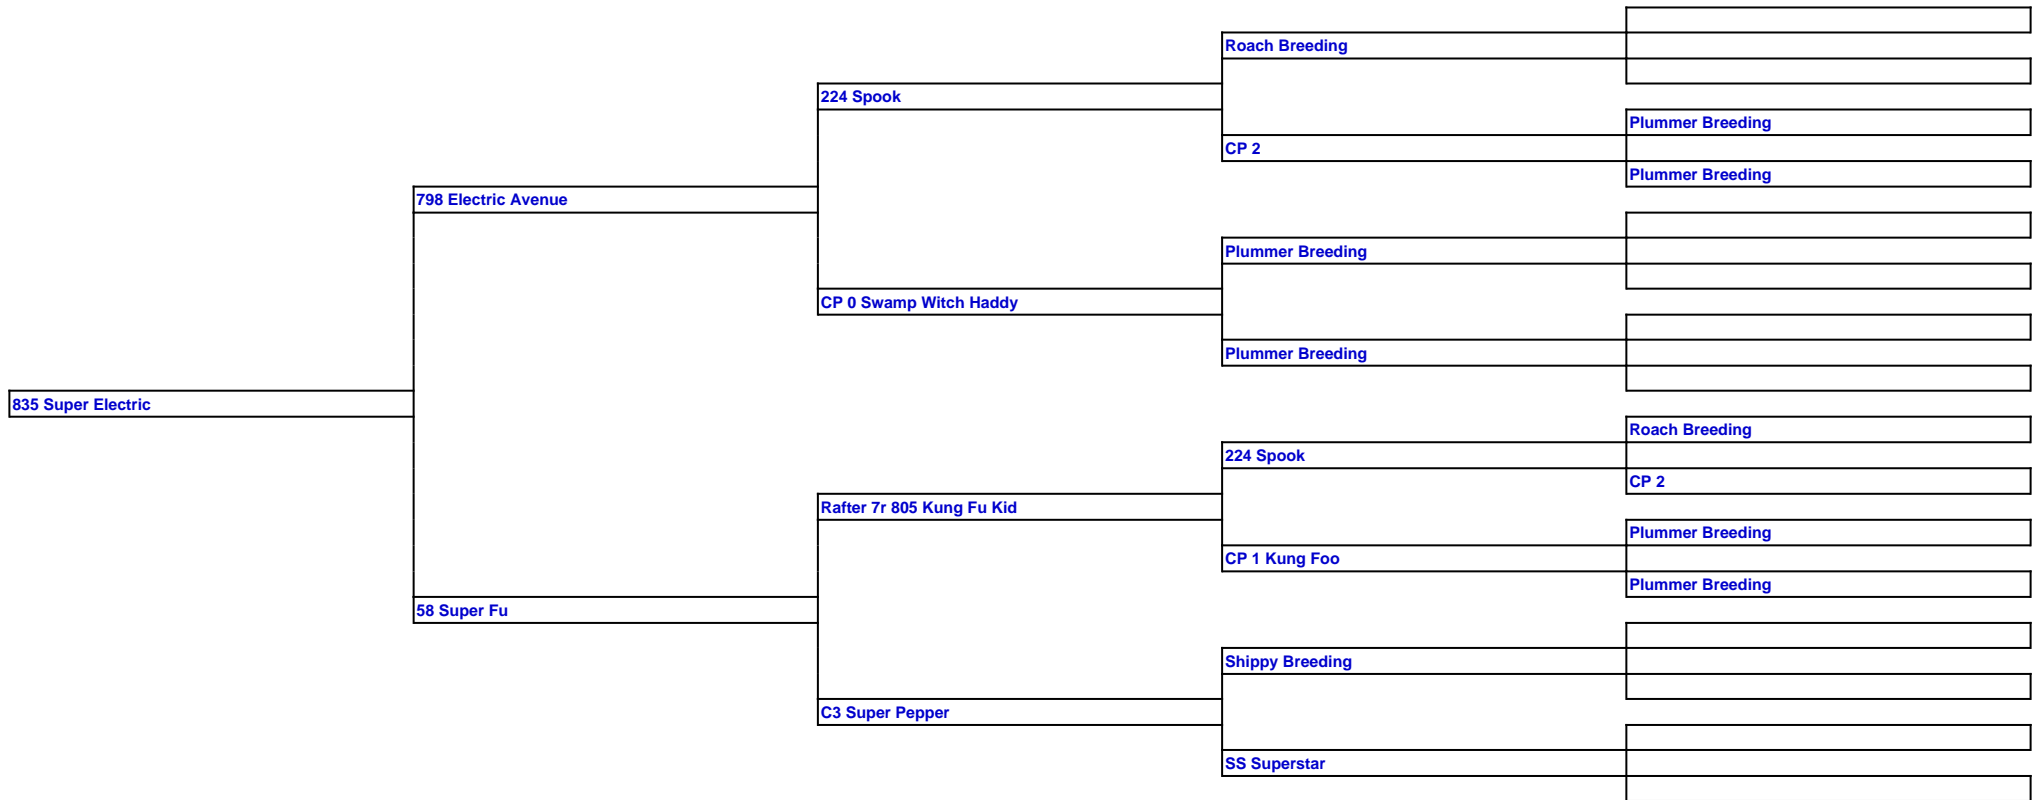 Roach Breeding
224 Spook
Plummer Breeding
CP 2
Plummer Breeding
798 Electric Avenue
Plummer Breeding
CP 0 Swamp Witch Haddy
Plummer Breeding
835 Super Electric
Roach Breeding
224 Spook
CP 2
Rafter 7r 805 Kung Fu Kid
Plummer Breeding
CP 1 Kung Foo
Plummer Breeding
58 Super Fu
Shippy Breeding
C3 Super Pepper
SS Superstar